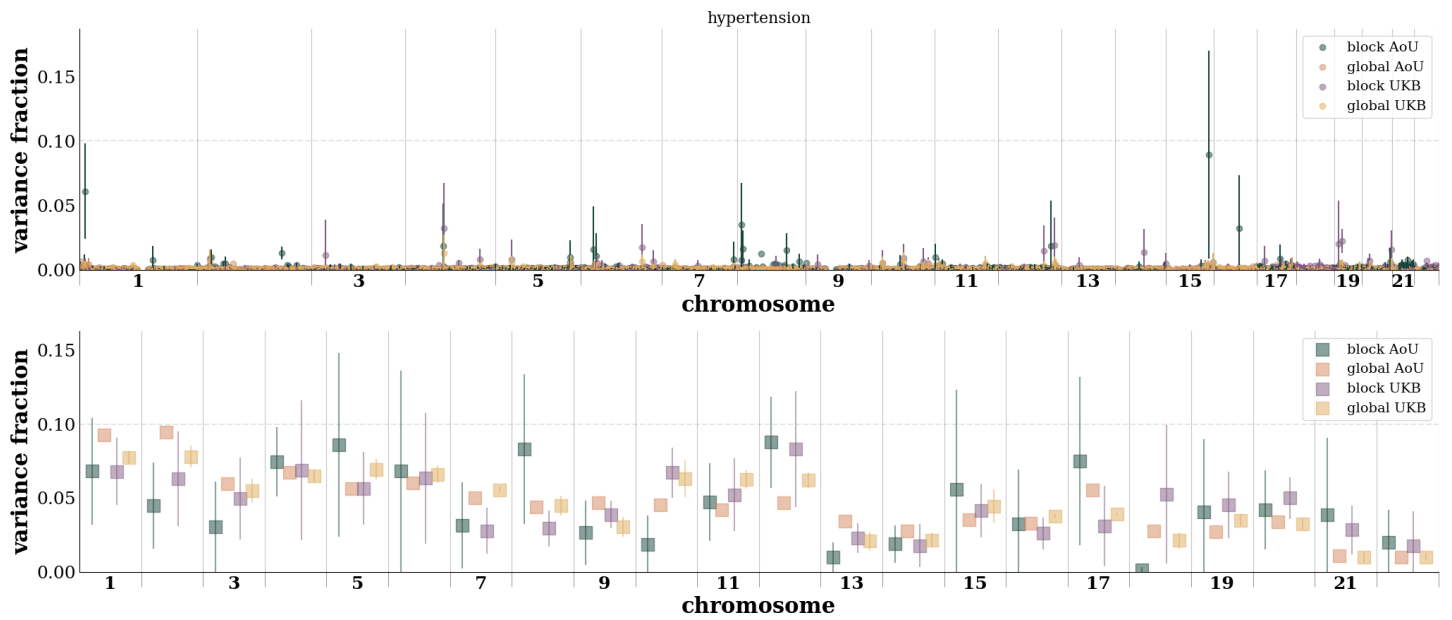 hypertension
variance fraction
0.15
0.10
0.05
0.00
block AoU
global AoU
block UKB
global UKB
1 3 5 7 9 11 13 15 17 19 21
chromosome
variance fraction
0.15
0.10
0.05
0.00
block AoU
global AoU
block UKB
global UKB
1 3 5 7 9 11 13 15 17 19 21
chromosome